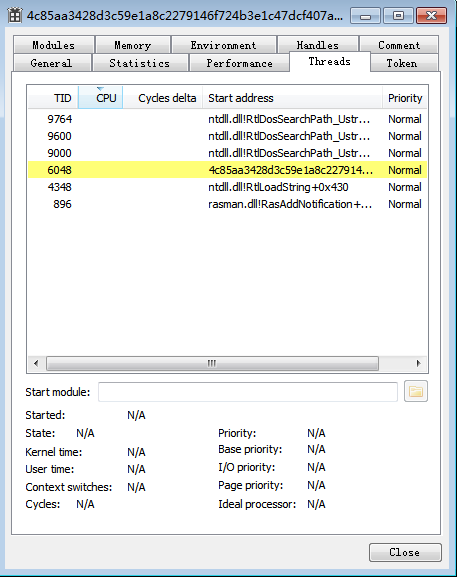 4c85aa3428d3c59e1a8c2279146f724b3e1c47dcf407a...
Modules Memory Environment Handles Comment
General Statistics Performance Threads Token
TID CPU Cycles delta Start address Priority
9764 ntdll.dll!RtlDosSearchPath_Ustr... Normal
9600 ntdll.dll!RtlDosSearchPath_Ustr... Normal
9000 ntdll.dll!RtlDosSearchPath_Ustr... Normal
6048 4c85aa3428d3c59e1a8c227914... Normal
4348 ntdll.dll!RtlLoadString+0x430 Normal
896 rasman.dll!RasAddNotification+... Normal
Start module:
Started: N/A
State: N/A Priority: N/A
Kernel time: N/A Base priority: N/A
User time: N/A I/O priority: N/A
Context switches: N/A Page priority: N/A
Cycles: N/A Ideal processor: N/A
Close